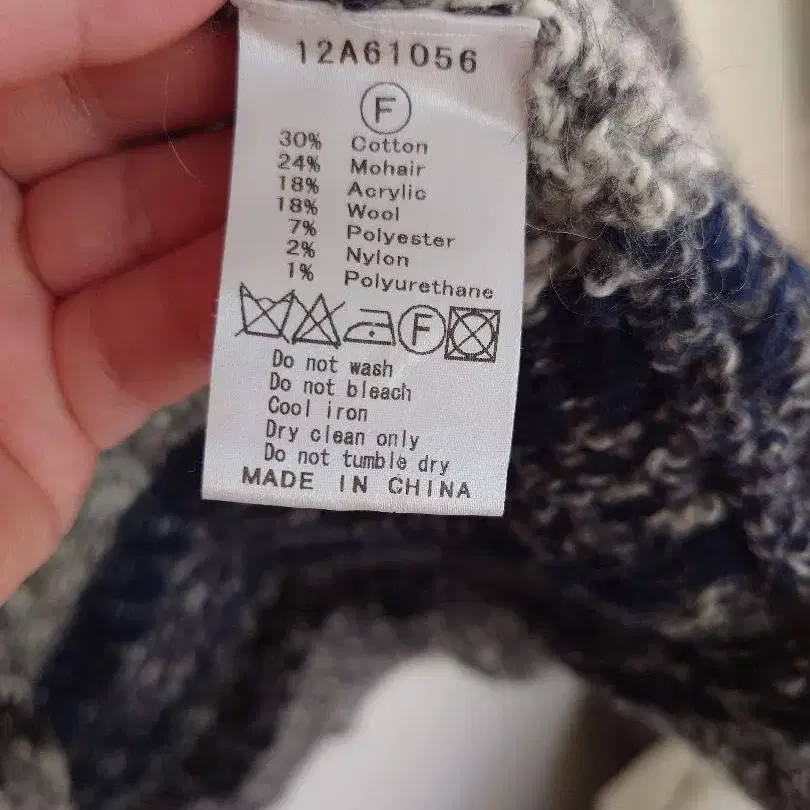 12A61056
F
30% Cotton
24% Mohair
18% Acrylic
18% Wool
7% Polyester
2% Nylon
1% Polyurethane
F
Do not wash
Do not bleach
Cool iron
Dry clean only
Do not tumble dry
MADE IN CHINA